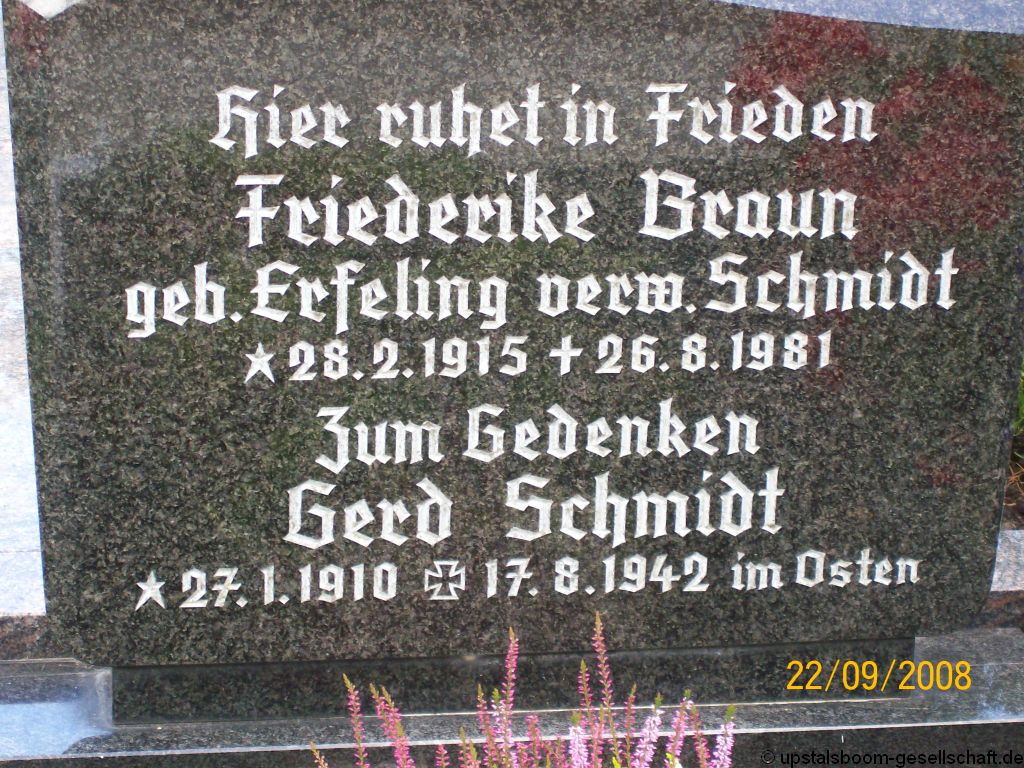 Hier ruhet in Frieden
Friederike Braun
geb. Erfeling verw. Schmidt
★ 28.2.1915 ✝ 26.8.1981
Zum Gedenken
Gerd Schmidt
★ 27.1.1910 ✠ 17.8.1942 im Osten
22/09/2008
© upstalsboom-gesellschaft.de